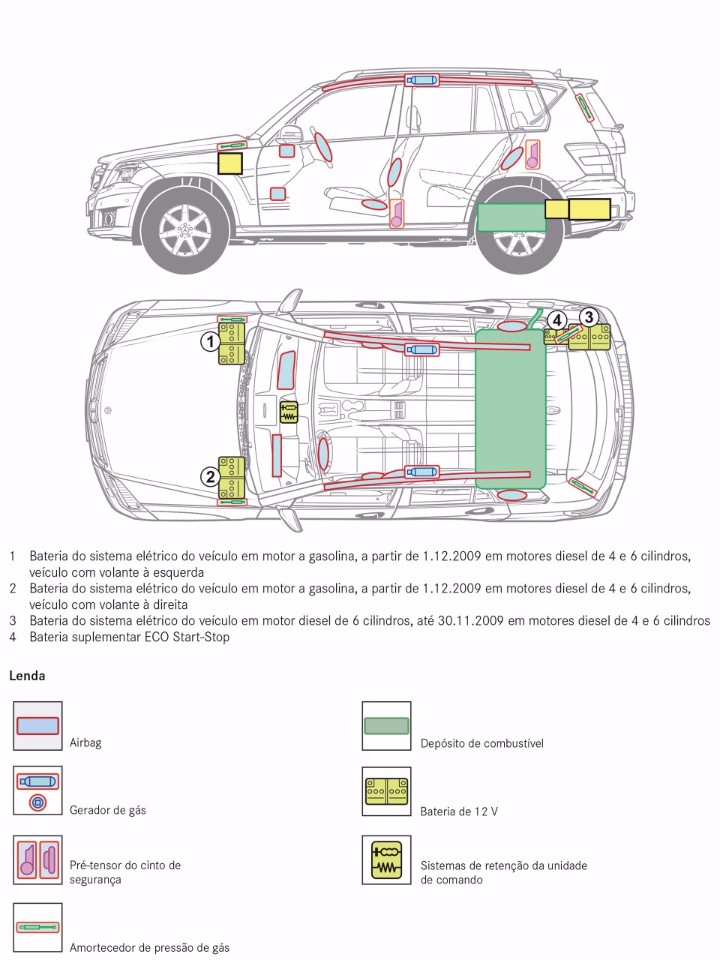 1
2
4
3
1 Bateria do sistema elétrico do veículo em motor a gasolina, a partir de 1.12.2009 em motores diesel de 4 e 6 cilindros,
veículo com volante à esquerda
2 Bateria do sistema elétrico do veículo em motor a gasolina, a partir de 1.12.2009 em motores diesel de 4 e 6 cilindros,
veículo com volante à direita
3 Bateria do sistema elétrico do veículo em motor diesel de 6 cilindros, até 30.11.2009 em motores diesel de 4 e 6 cilindros
4 Bateria suplementar ECO Start-Stop
Lenda
Airbag
Depósito de combustível
Gerador de gás
Bateria de 12 V
Pré-tensor do cinto de
segurança
Sistemas de retenção da unidade
de comando
Amortecedor de pressão de gás